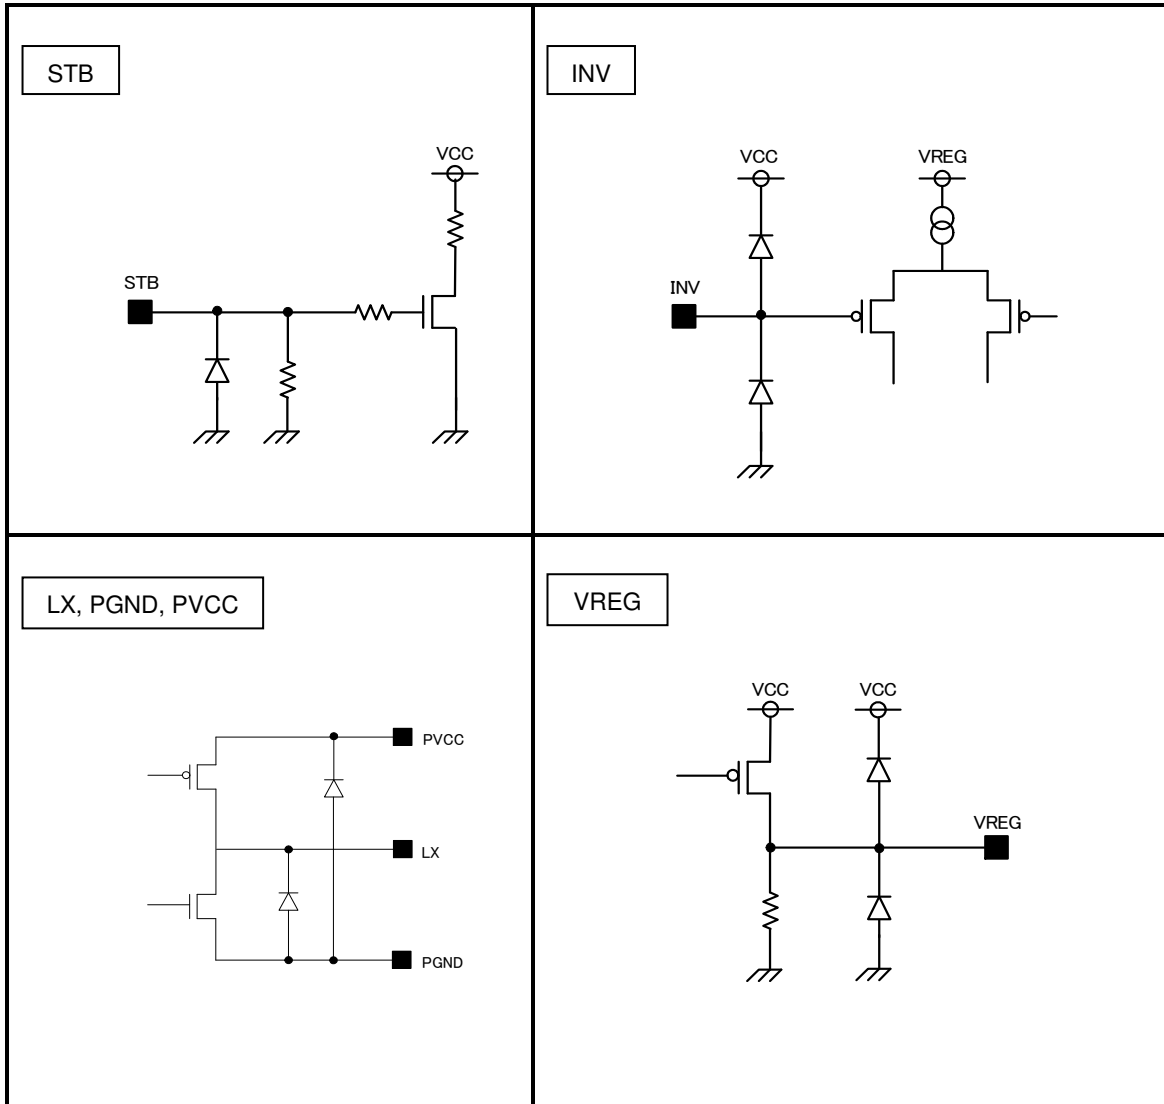 STB
VCC
STB
INV
VCC
VREG
INV
LX, PGND, PVCC
PVCC
LX
PGND
VREG
VCC
VCC
VREG